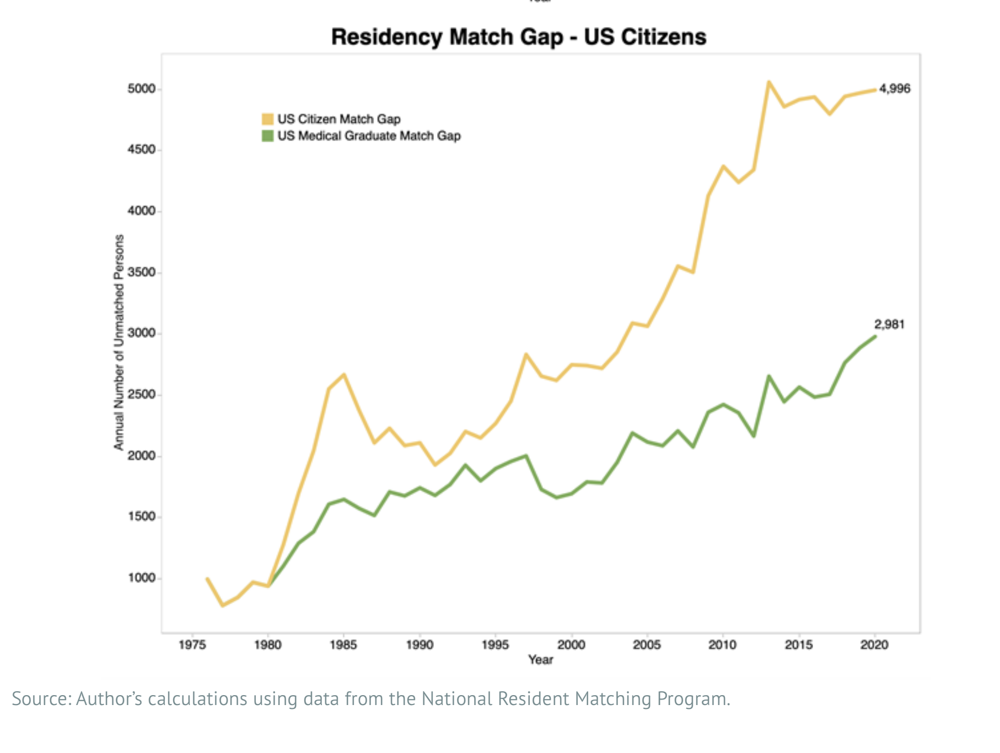 Residency Match Gap - US Citizens
5000
4500
4000
3500
3000
2500
2000
1500
1000
Annual Number of Unmatched Persons
US Citizen Match Gap
US Medical Graduate Match Gap
4,996
2,981
1975 1980 1985 1990 1995 2000 2005 2010 2015 2020
Year
Source: Author’s calculations using data from the National Resident Matching Program.